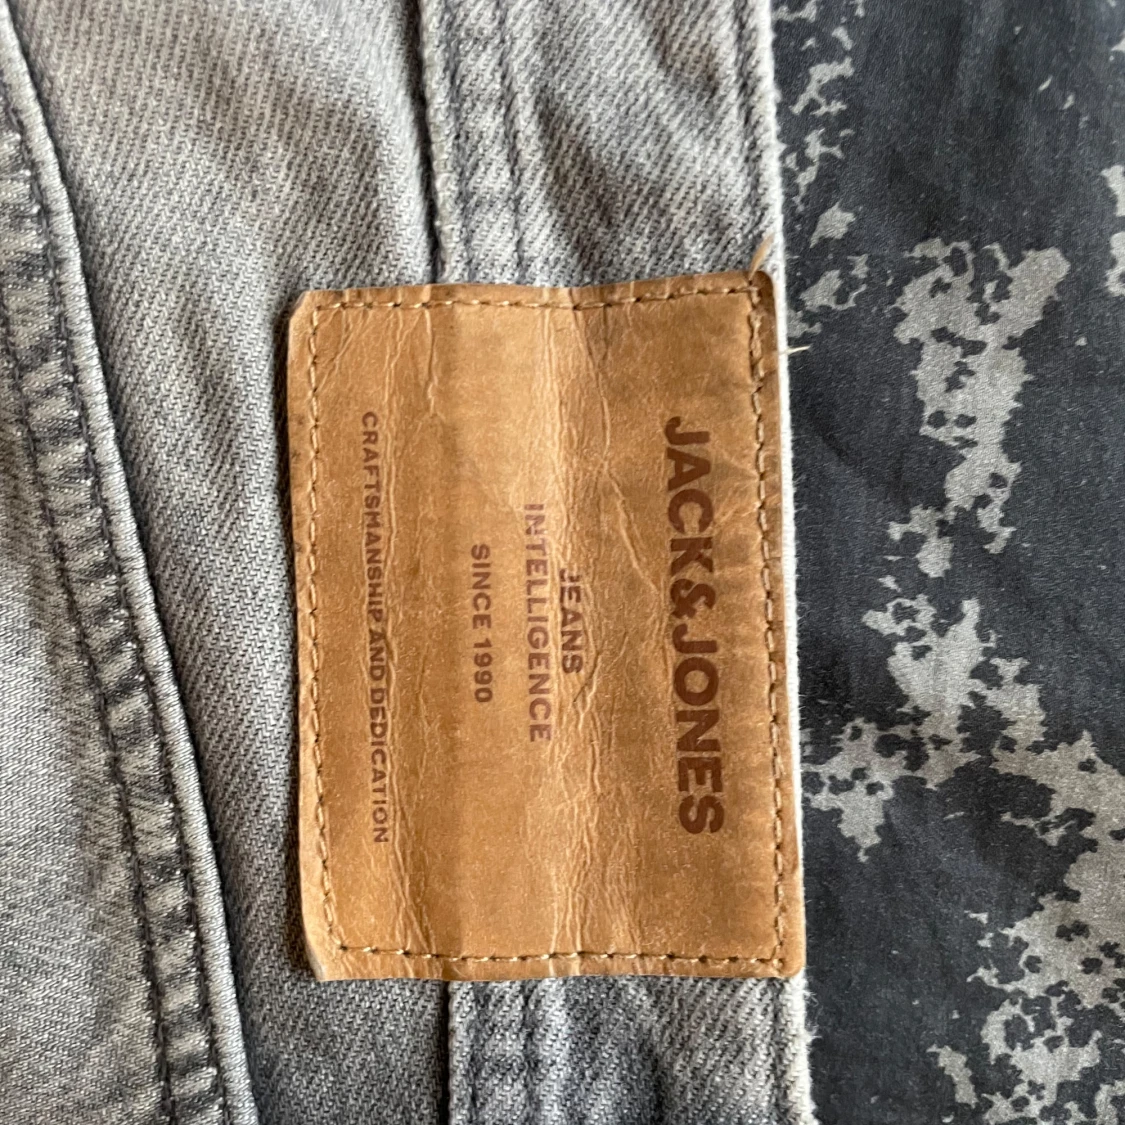 JACK&JONES
JEANS
INTELLIGENCE
SINCE 1990
CRAFTSMANSHIP AND DEDICATION